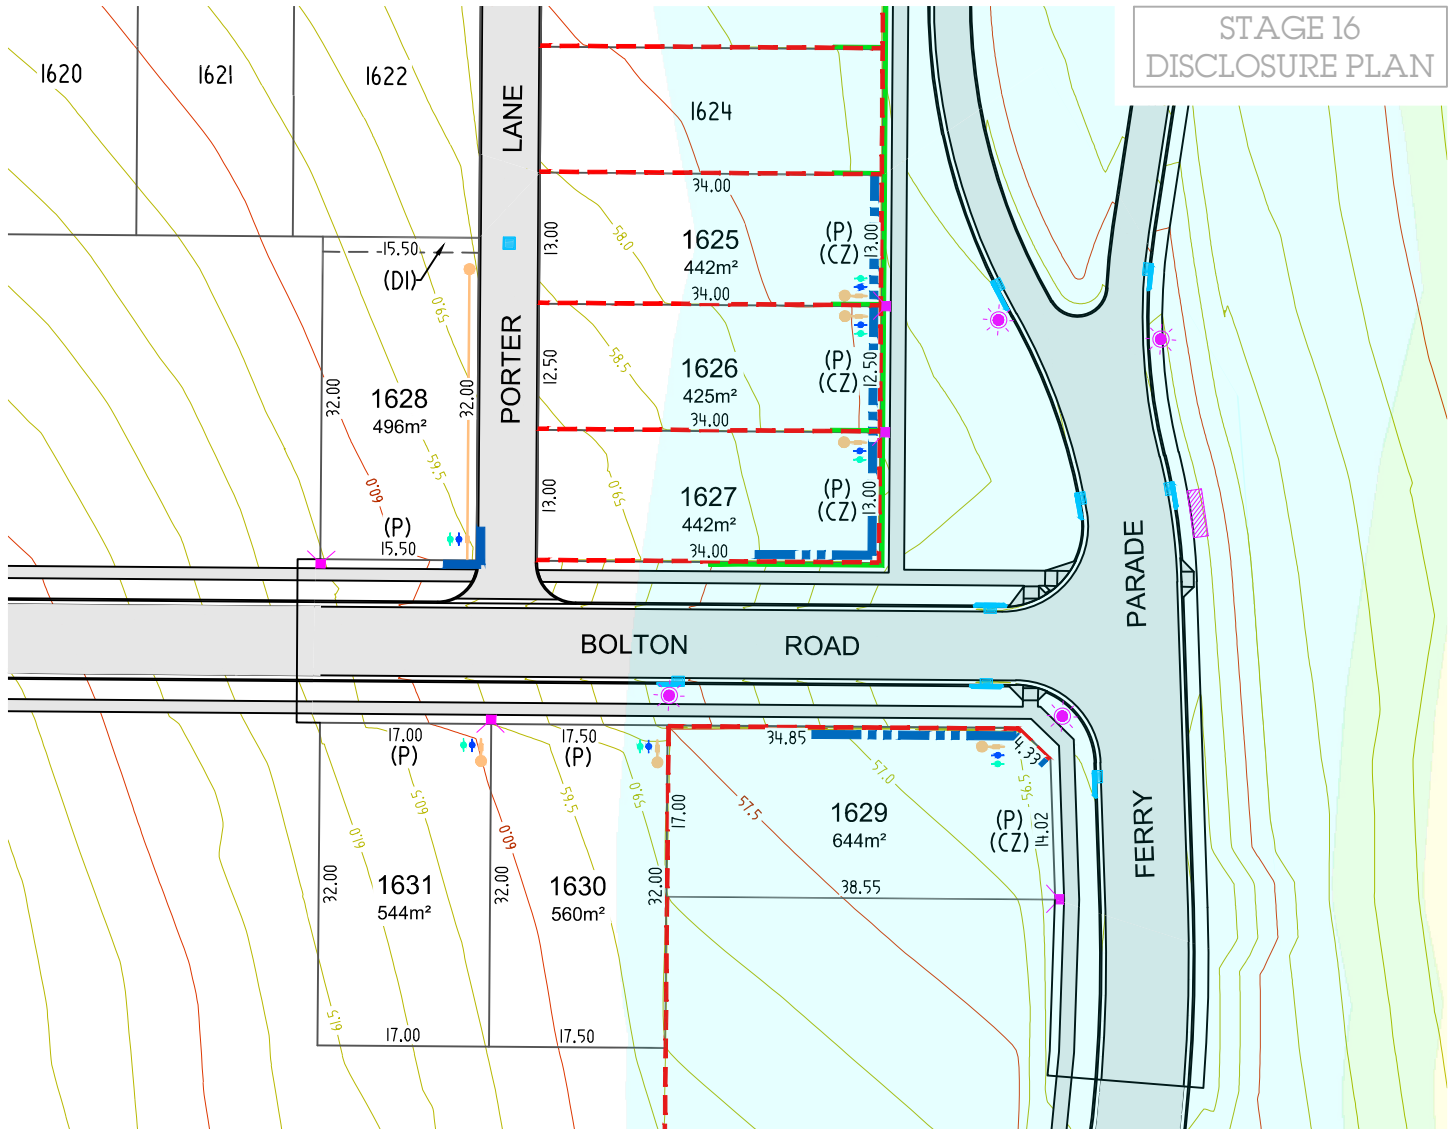 STAGE 16
DISCLOSURE PLAN
1620
1621
1622
PORTER LANE
1624
34.00
15.50
(D1)
13.00
58.0
1625
442m²
34.00
(P)
(CZ)
13.00
59.0
32.00
1628
496m²
32.00
12.50
58.5
1626
425m²
34.00
(P)
(CZ)
12.50
59.5
60.0
(P)
15.50
13.00
59.0
1627
442m²
34.00
(P)
(CZ)
13.00
BOLTON ROAD
FERRY PARADE
17.00
(P)
17.50
(P)
34.85
4.33
61.0
60.5
60.0
59.5
59.0
17.00
57.5
57.0
56.5
1629
644m²
(P)
(CZ)
14.02
32.00
1631
544m²
32.00
1630
560m²
32.00
38.55
61.5
17.00
17.50